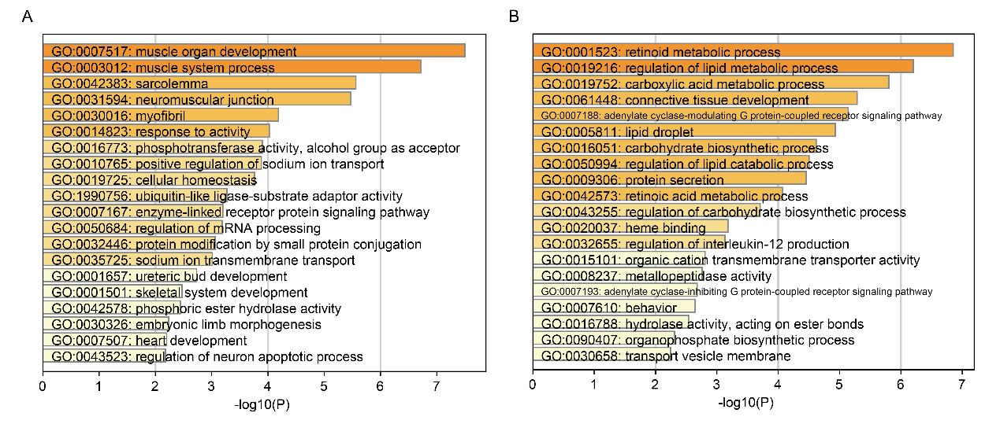 A
GO:0007517: muscle organ development
GO:0003012: muscle system process
GO:0042383: sarcolemma
GO:0031594: neuromuscular junction
GO:0030016: myofibril
GO:0014823: response to activity
GO:0016773: phosphotransferase activity, alcohol group as acceptor
GO:0010765: positive regulation of sodium ion transport
GO:0019725: cellular homeostasis
GO:1990756: ubiquitin-like ligase-substrate adaptor activity
GO:0007167: enzyme-linked receptor protein signaling pathway
GO:0050684: regulation of mRNA processing
GO:0032446: protein modification by small protein conjugation
GO:0035725: sodium ion transmembrane transport
GO:0001657: ureteric bud development
GO:0001501: skeletal system development
GO:0042578: phosphoric ester hydrolase activity
GO:0030326: embryonic limb morphogenesis
GO:0007507: heart development
GO:0043523: regulation of neuron apoptotic process
0 1 2 3 4 5 6 7
-log10(P)
B
GO:0001523: retinoid metabolic process
GO:0019216: regulation of lipid metabolic process
GO:0019752: carboxylic acid metabolic process
GO:0061448: connective tissue development
GO:0007188: adenylate cyclase-modulating G protein-coupled receptor signaling pathway
GO:0005811: lipid droplet
GO:0016051: carbohydrate biosynthetic process
GO:0050994: regulation of lipid catabolic process
GO:0009306: protein secretion
GO:0042573: retinoic acid metabolic process
GO:0043255: regulation of carbohydrate biosynthetic process
GO:0020037: heme binding
GO:0032655: regulation of interleukin-12 production
GO:0015101: organic cation transmembrane transporter activity
GO:0008237: metallopeptidase activity
GO:0007193: adenylate cyclase-inhibiting G protein-coupled receptor signaling pathway
GO:0007610: behavior
GO:0016788: hydrolase activity, acting on ester bonds
GO:0090407: organophosphate biosynthetic process
GO:0030658: transport vesicle membrane
0 1 2 3 4 5 6 7
-log10(P)